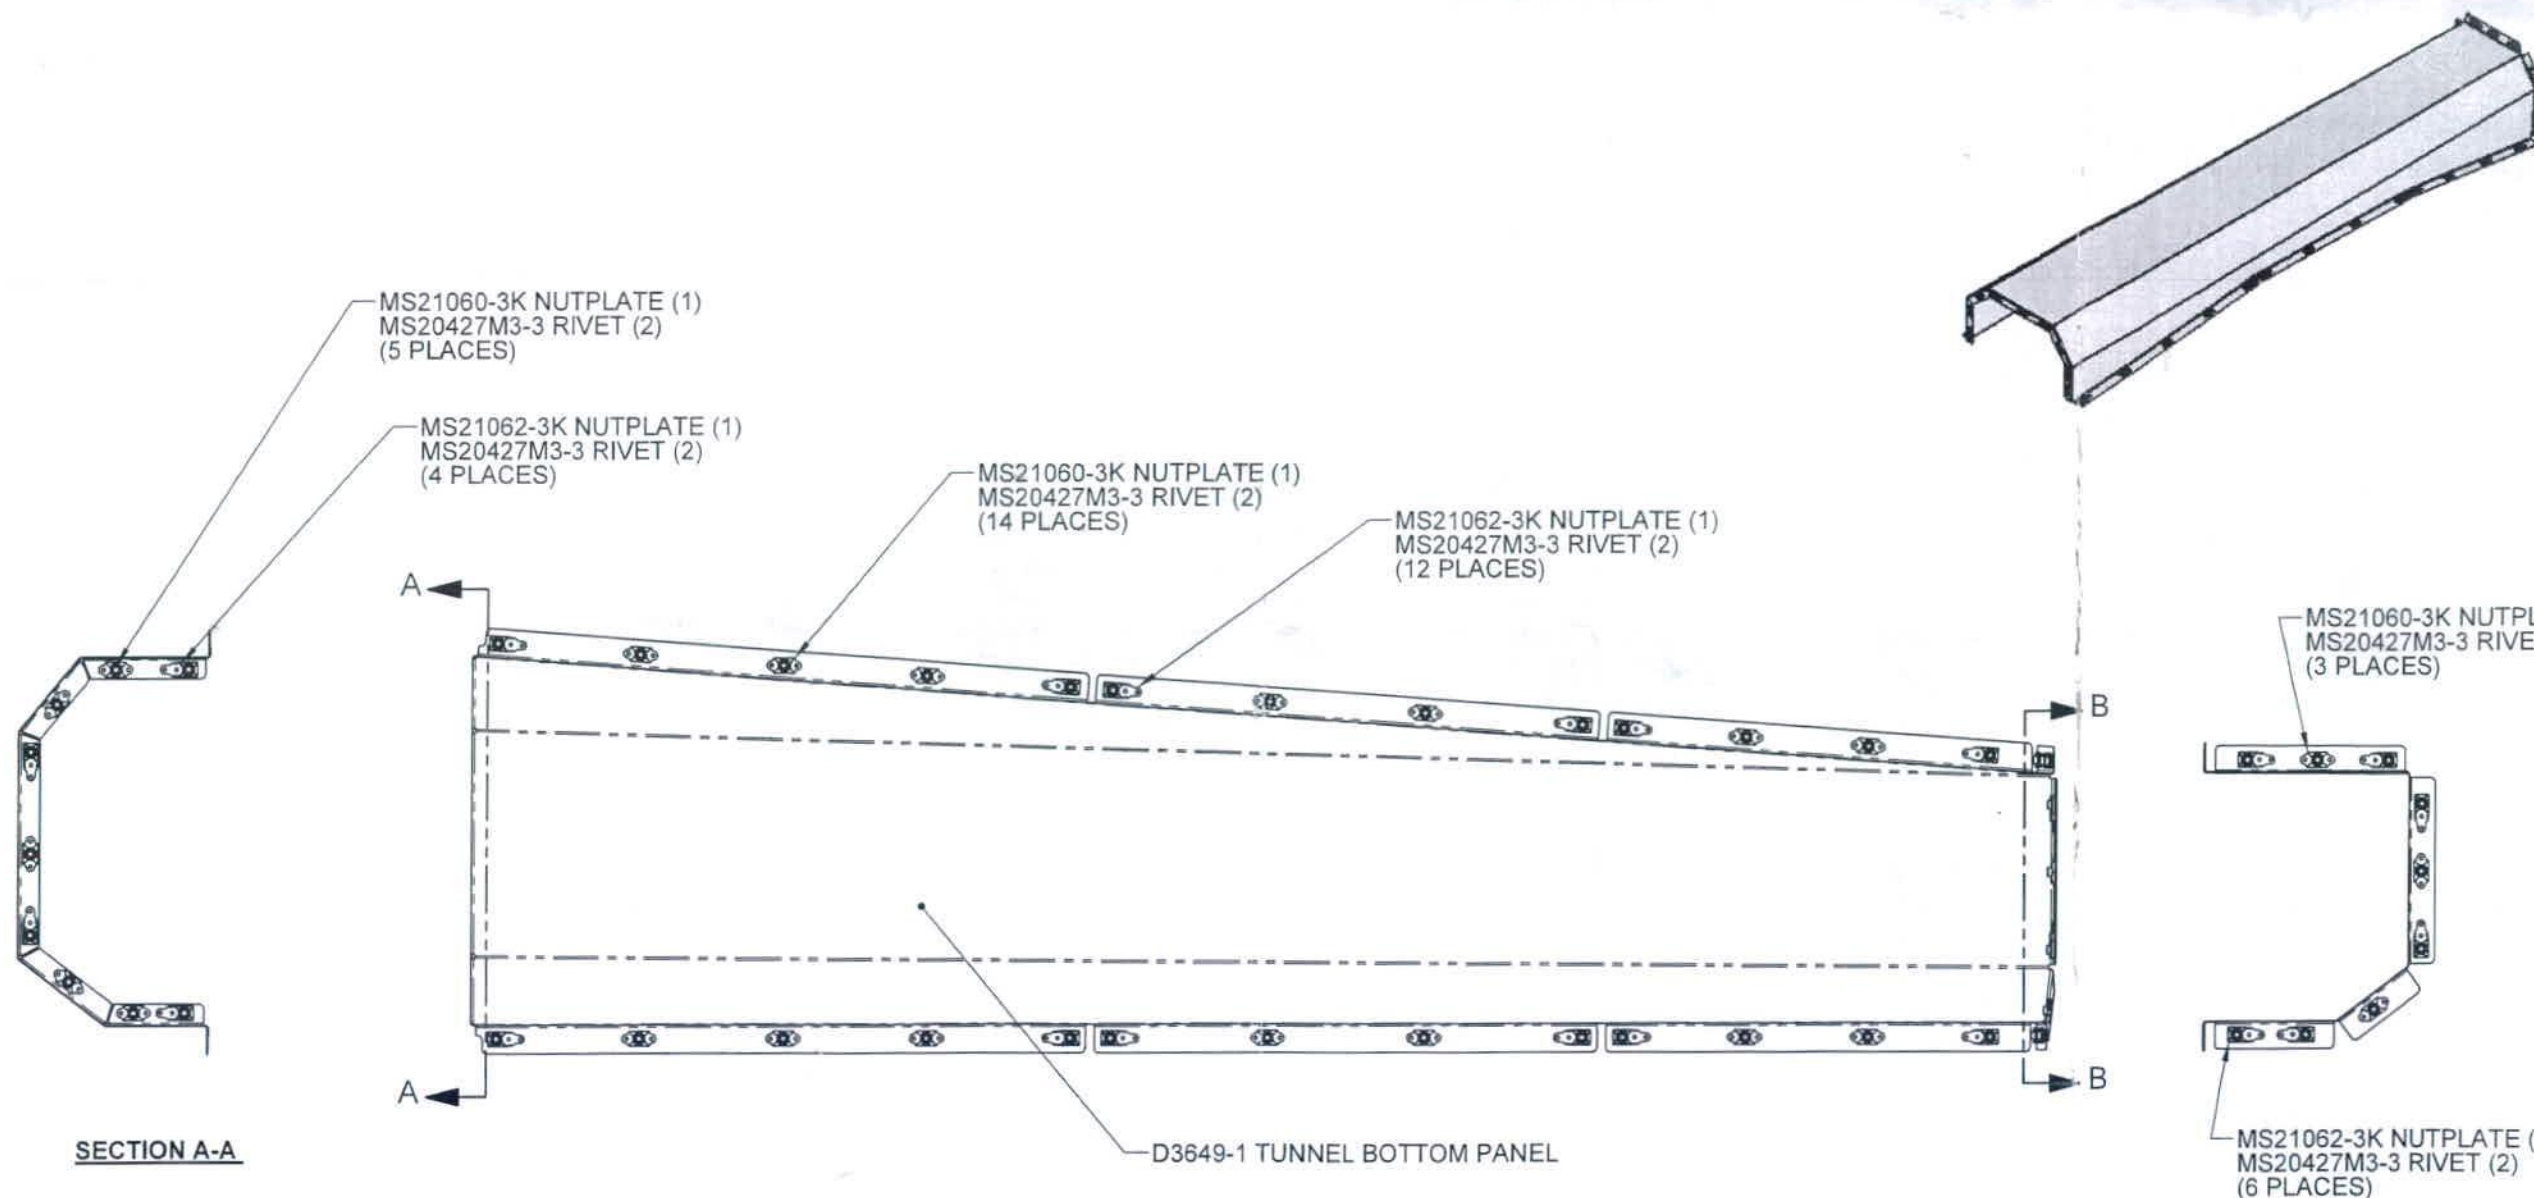 MS21060-3K NUTPLATE (1)
MS20427M3-3 RIVET (2)
(5 PLACES)
MS21062-3K NUTPLATE (1)
MS20427M3-3 RIVET (2)
(4 PLACES)
MS21060-3K NUTPLATE (1)
MS20427M3-3 RIVET (2)
(14 PLACES)
MS21062-3K NUTPLATE (1)
MS20427M3-3 RIVET (2)
(12 PLACES)
A
MS21060-3K NUTPL
MS20427M3-3 RIVE
(3 PLACES)
B
A
B
SECTION A-A
D3649-1 TUNNEL BOTTOM PANEL
MS21062-3K NUTPLATE (
MS20427M3-3 RIVET (2)
(6 PLACES)